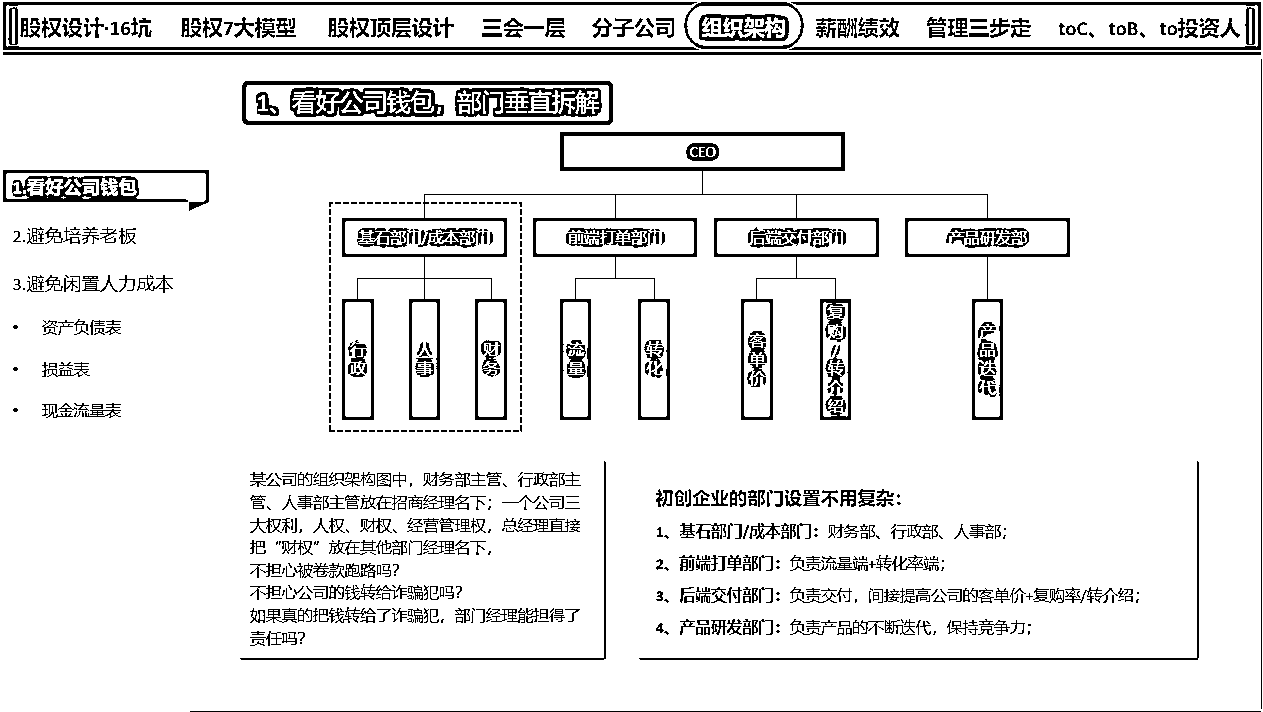 股权设计·16坑 股权7大模型 股权顶层设计 三会一层 分子公司 组织架构 薪酬绩效 管理三步走 toC、toB、to投资人
1、看好公司钱包，部门垂直拆解
CEO
1.看好公司钱包
2.避免培养老板
3.避免闲置人力成本
• 资产负债表
• 损益表
• 现金流量表
基石部门/成本部门 前端打单部门 后端交付部门 产品研发部
行政
人事
财务
流量
转化
客单价
复购//转介绍
产品迭代
某公司的组织架构图中，财务部主管、行政部主
管、人事部主管放在招商经理名下；一个公司三
大权利，人权、财权、经营管理权，总经理直接
把“财权”放在其他部门经理名下，
不担心被卷款跑路吗？
不担心公司的钱转给诈骗犯吗？
如果真的把钱转给了诈骗犯，部门经理能担得了
责任吗？
初创企业的部门设置不用复杂：
1、基石部门/成本部门：财务部、行政部、人事部；
2、前端打单部门：负责流量端+转化率端；
3、后端交付部门：负责交付，间接提高公司的客单价+复购率/转介绍；
4、产品研发部门：负责产品的不断迭代，保持竞争力；